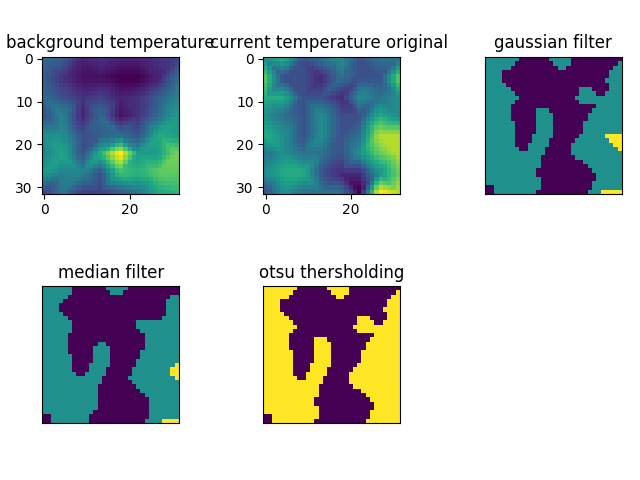 background temperature
current temperature original
gaussian filter
0
10
20
30
0
20
0
10
20
30
0
20
median filter
otsu thersholding